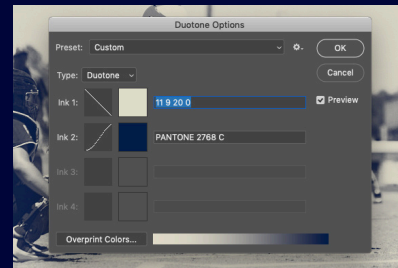 Duotone Options
Preset: Custom
OK
Type: Duotone
Cancel
Ink 1: 11 9 20 0
Preview
Ink 2: PANTONE 2768 C
Ink 3:
Ink 4:
Overprint Colors...